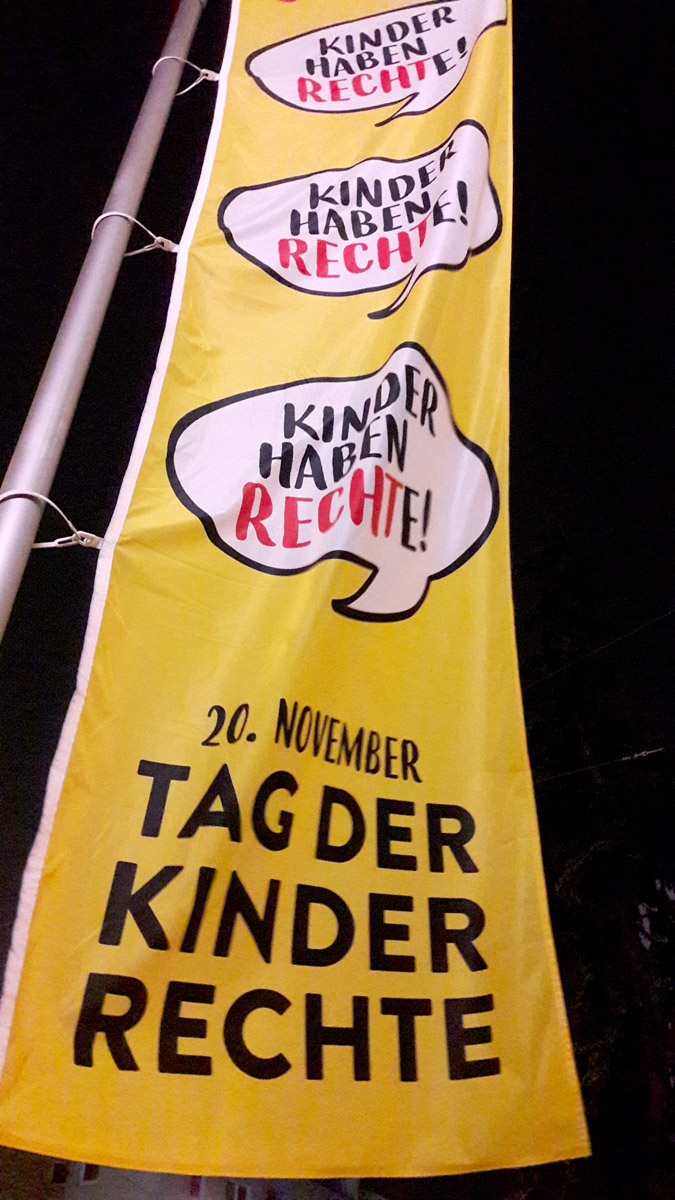 KINDER
HABEN
RECHTE!
KINDER
HABEN
RECHTE!
KINDER
HABEN
RECHTE!
20. NOVEMBER
TAG DER
KINDER
RECHTE